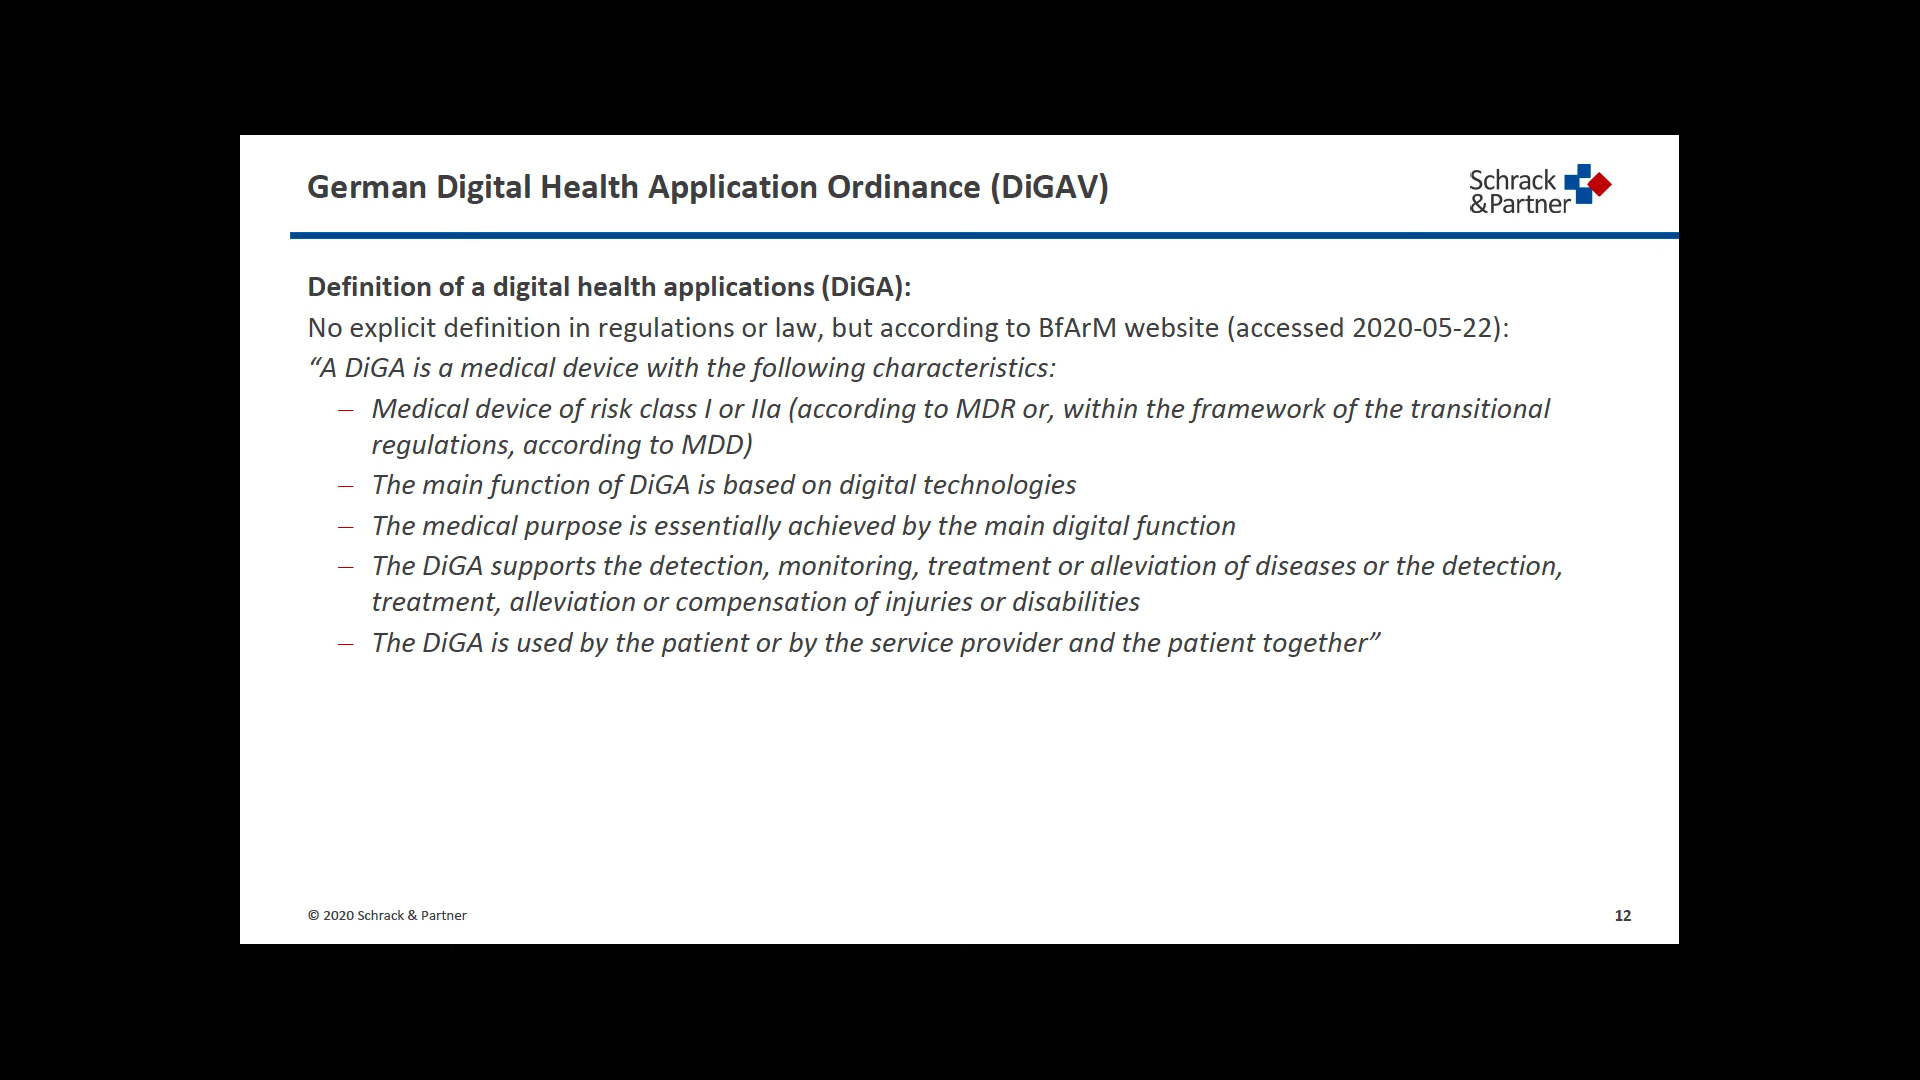 German Digital Health Application Ordinance (DiGAV)
Schrack
&Partner
Definition of a digital health applications (DiGA):
No explicit definition in regulations or law, but according to BfArM website (accessed 2020-05-22):
“A DiGA is a medical device with the following characteristics:
– Medical device of risk class I or IIa (according to MDR or, within the framework of the transitional
regulations, according to MDD)
– The main function of DiGA is based on digital technologies
– The medical purpose is essentially achieved by the main digital function
– The DiGA supports the detection, monitoring, treatment or alleviation of diseases or the detection,
treatment, alleviation or compensation of injuries or disabilities
– The DiGA is used by the patient or by the service provider and the patient together”
© 2020 Schrack & Partner
12